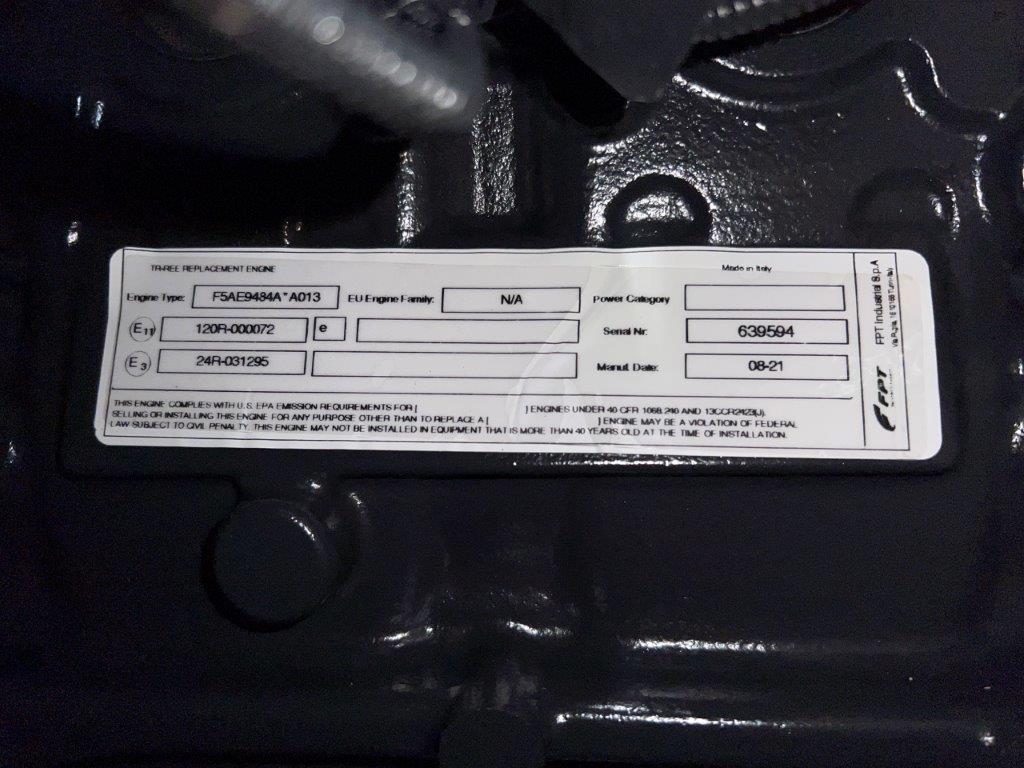 REPLACEMENT ENGINE
Made in Italy
Engine Type: F5AE9484A*A013 EU Engine Family: N/A Power Category
E11 120R-000072 e Serial Nr. 639594
E3 24R-031295 Manuf. Date: 08-21
THIS ENGINE COMPLIES WITH U.S. EPA EMISSION REQUIREMENTS FOR [ ] ENGINES UNDER 40 CFR 1068.240 AND 13CCR2423(J).
SELLING OR INSTALLING THIS ENGINE FOR ANY PURPOSE OTHER THAN TO REPLACE A [ ] ENGINE MAY BE A VIOLATION OF FEDERAL
LAW SUBJECT TO CIVIL PENALTY. THIS ENGINE MAY NOT BE INSTALLED IN EQUIPMENT THAT IS MORE THAN 40 YEARS OLD AT THE TIME OF INSTALLATION.
FPT Industrial S.p.A
FPT